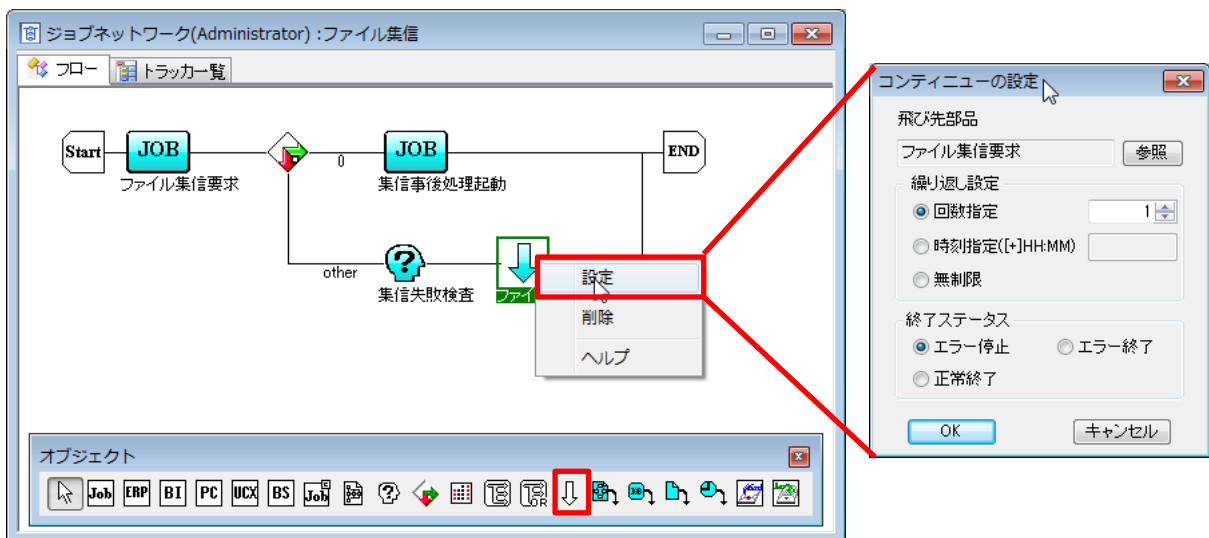 ジョブネットワーク(Administrator) :ファイル集信
フロー
トラッカ一覧
Start
JOB
ファイル集信要求
0
JOB
集信事後処理起動
END
other
集信失敗検査
設定
削除
ヘルプ
オブジェクト
Job
ERP
BI
PC
UCX
BS
Job
OR
コンティニューの設定
飛び先部品
ファイル集信要求
参照
繰り返し設定
回数指定
1
時刻指定([+]HH:MM)
無制限
終了ステータス
エラー停止
エラー終了
正常終了
OK
キャンセル